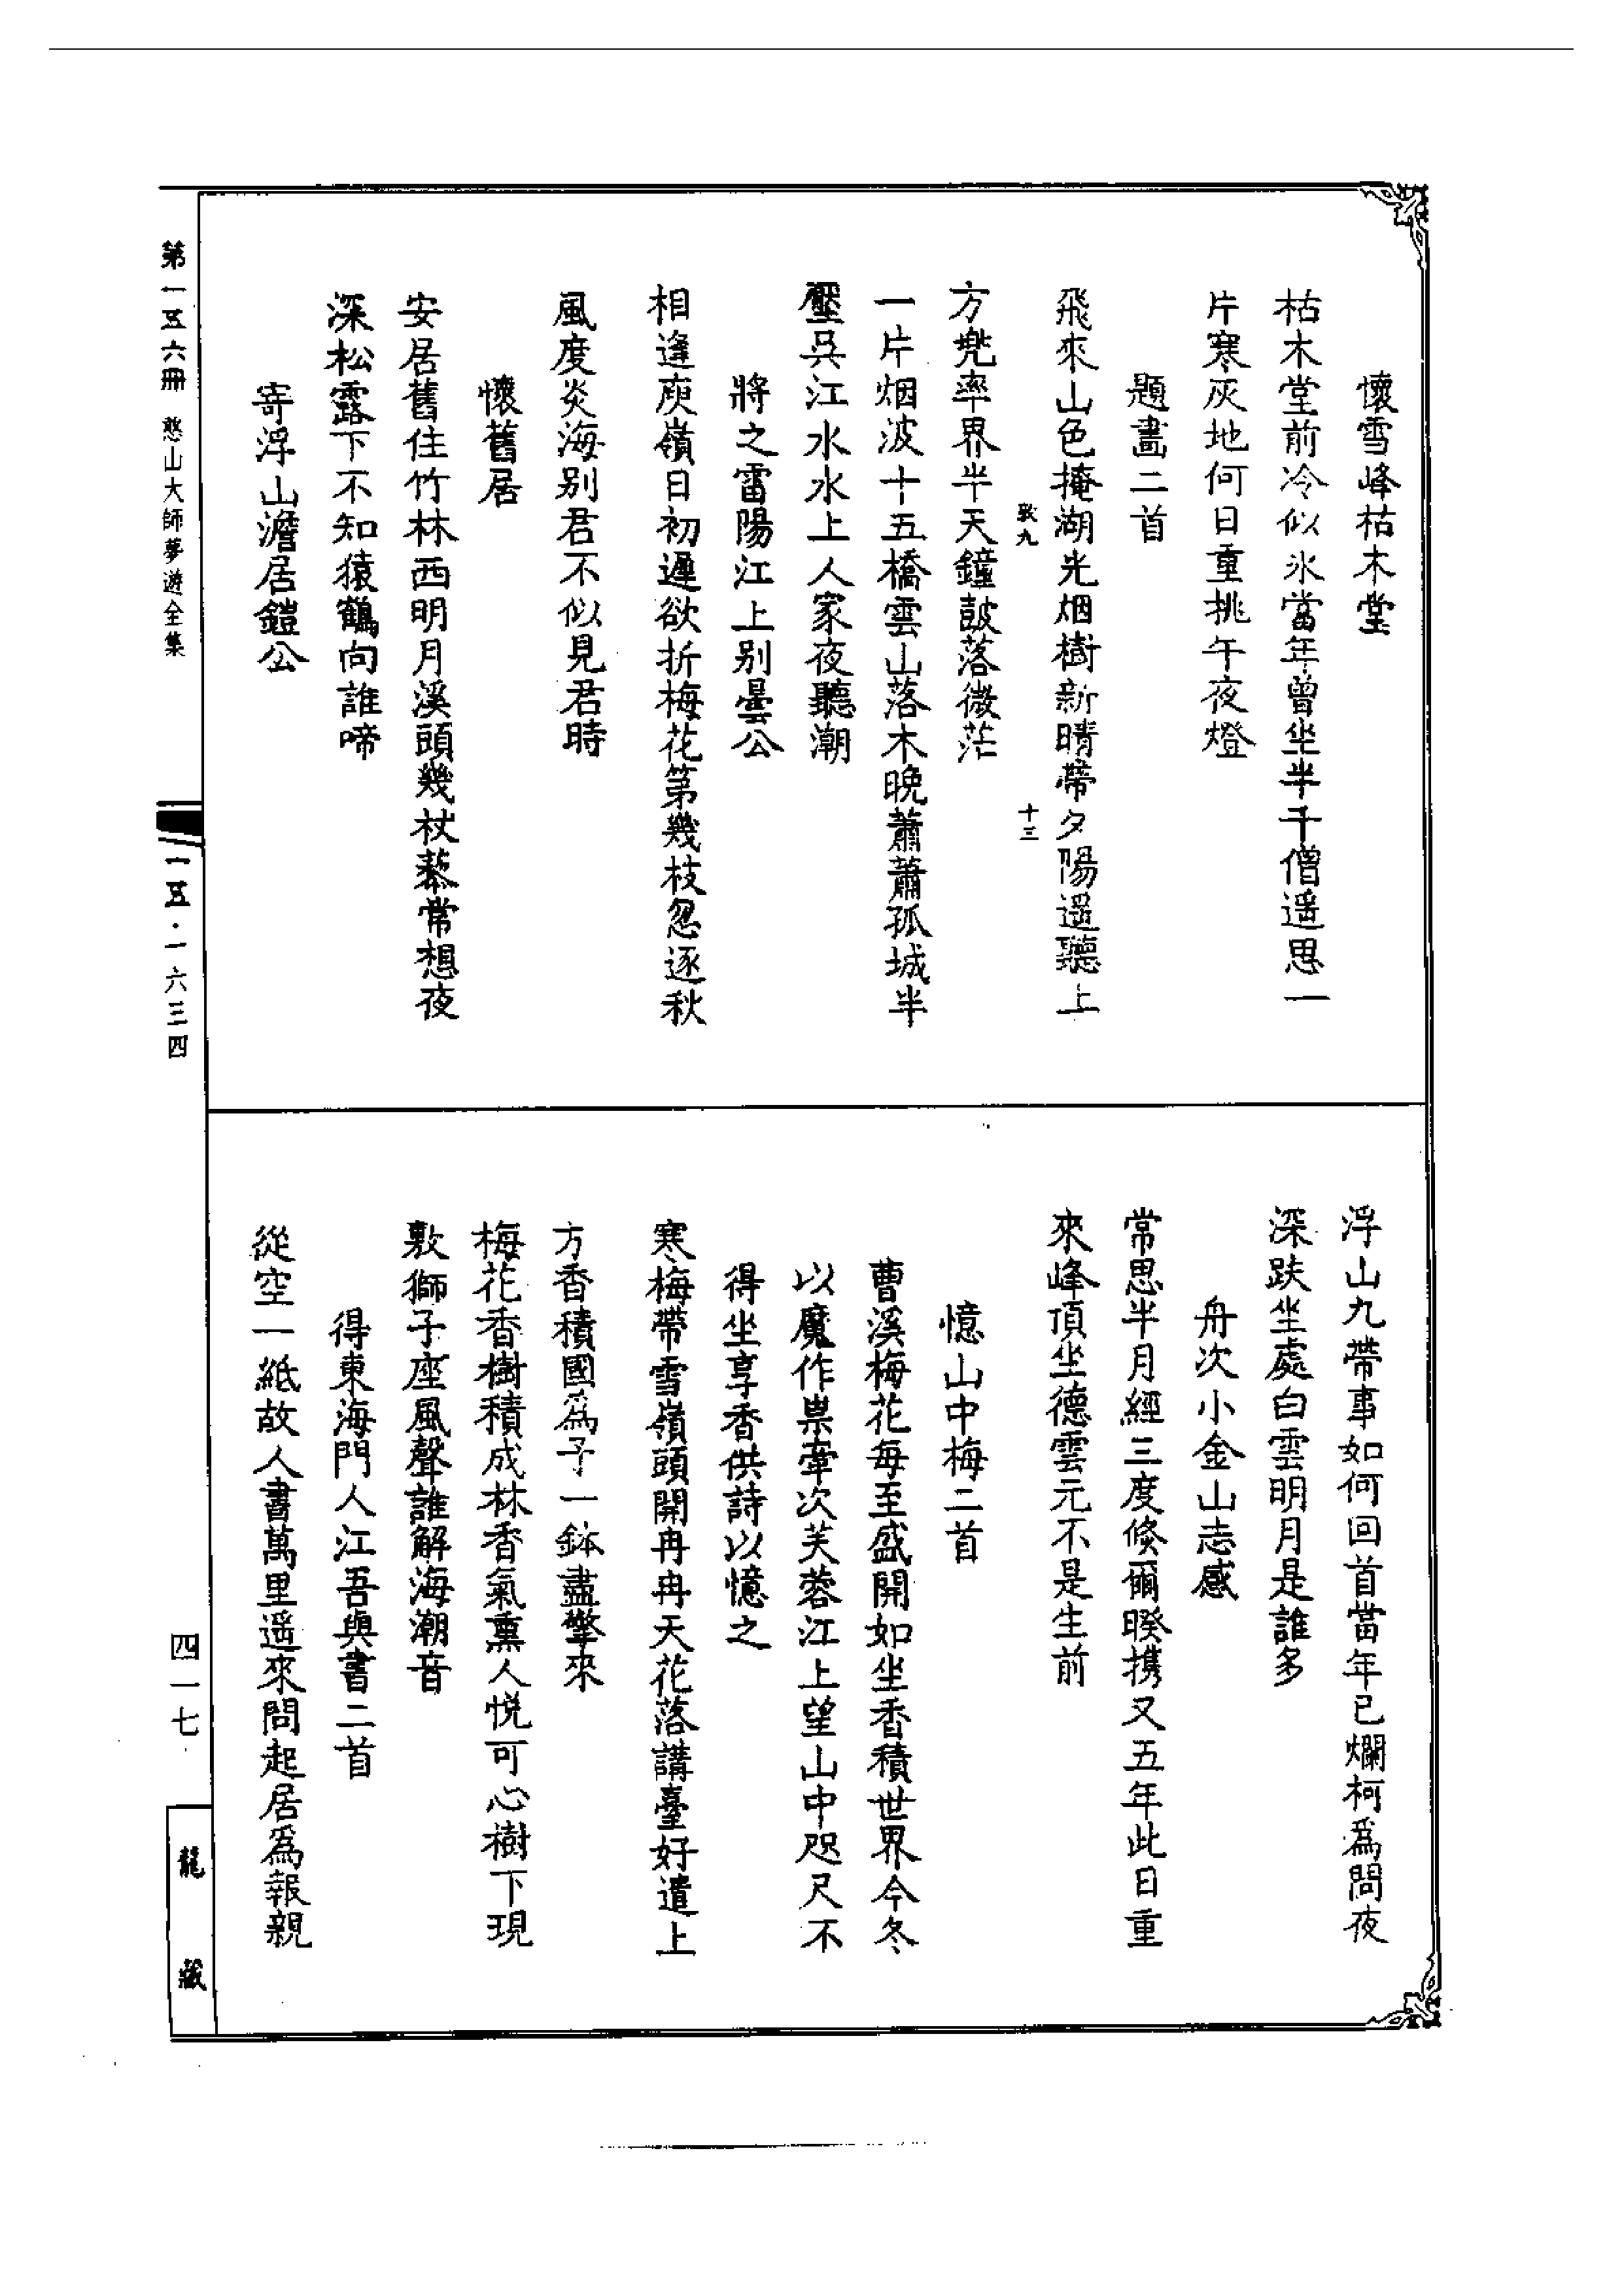 懷雪峰枯木堂
枯木堂前冷似氷當年曾坐半千僧遥思一
片寒灰地何日重挑午夜燈
題畵二首
飛來山色掩湖光烟樹新晴帶夕陽遥聽上
敦九 十三
方兠率界半天鐘皷落微茫
一片烟波十五橋雲山落木晚蕭蕭孤城半
壓吳江水水上人家夜聽潮
將之雷陽江上别曇公
相逢庾嶺日初遲欲折梅花第幾枝忽逐秋
風度炎海别君不似見君時
懷舊居
安居舊住竹林西明月溪頭幾杖藜常想夜
深松露下不知猿鶴向誰啼
寄浮山澹居鎧公
浮山九帶事如何回首當年已爛柯爲問夜
深趺坐處白雲明月是誰多
舟次小金山志感
常思半月經三度倐爾睽携又五年此日重
來峰頂坐德雲元不是生前
憶山中梅二首
曹溪梅花每至盛開如坐香積世界今冬
以魔作祟牽次芙蓉江上望山中咫尺不
得坐享香供詩以憶之
寒梅帶雪嶺頭開冉冉天花落講臺好遣上
方香積國爲予一鉢盡擎來
梅花香樹積成林香氣熏人悦可心樹下現
敷獅子座風聲誰解海潮音
得東海門人江吾與書二首
從空一紙故人書萬里遥來問起居爲報親
第一五六冊 憨山大師夢遊全集
一五·一六三四
四一七
龍藏